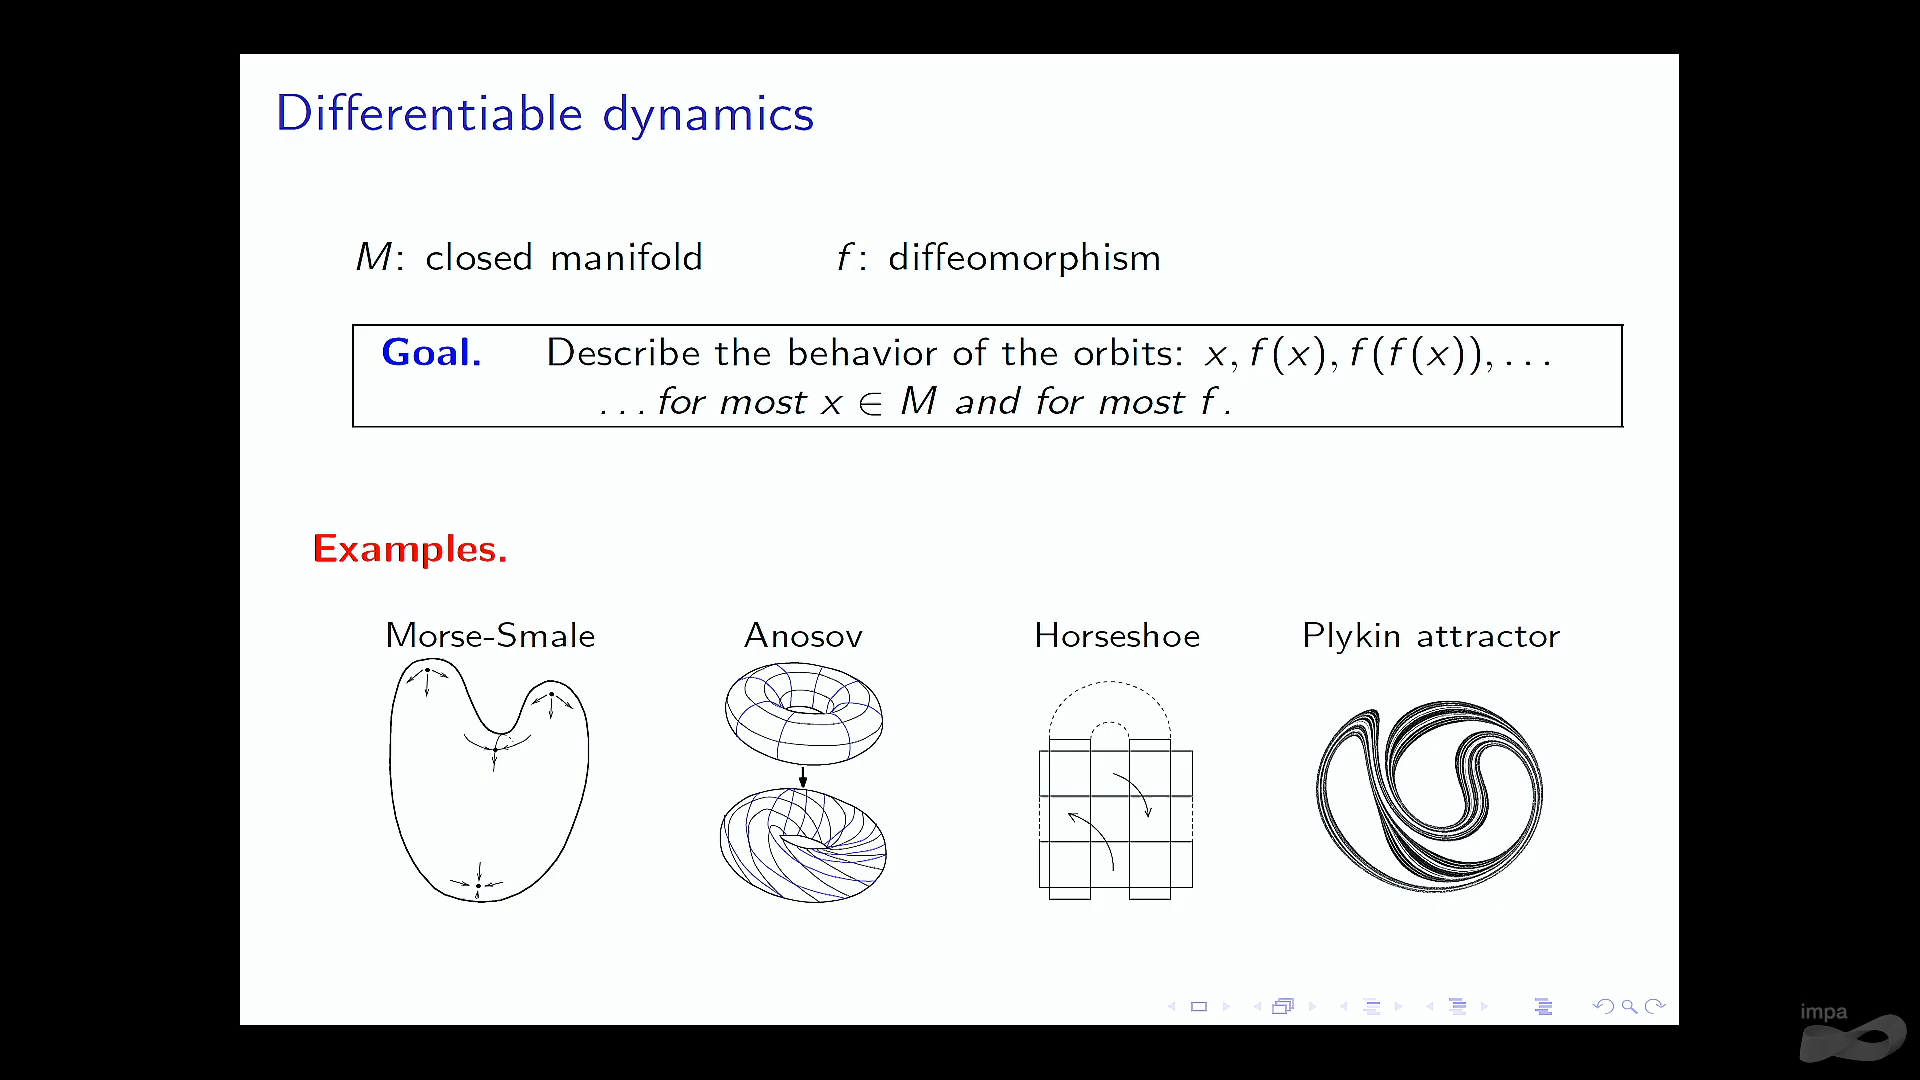 Differentiable dynamics
M: closed manifold f: diffeomorphism
Goal. Describe the behavior of the orbits: x, f(x), f(f(x)), ...
... for most x ∈ M and for most f.
Examples.
Morse-Smale Anosov Horseshoe Plykin attractor
impa